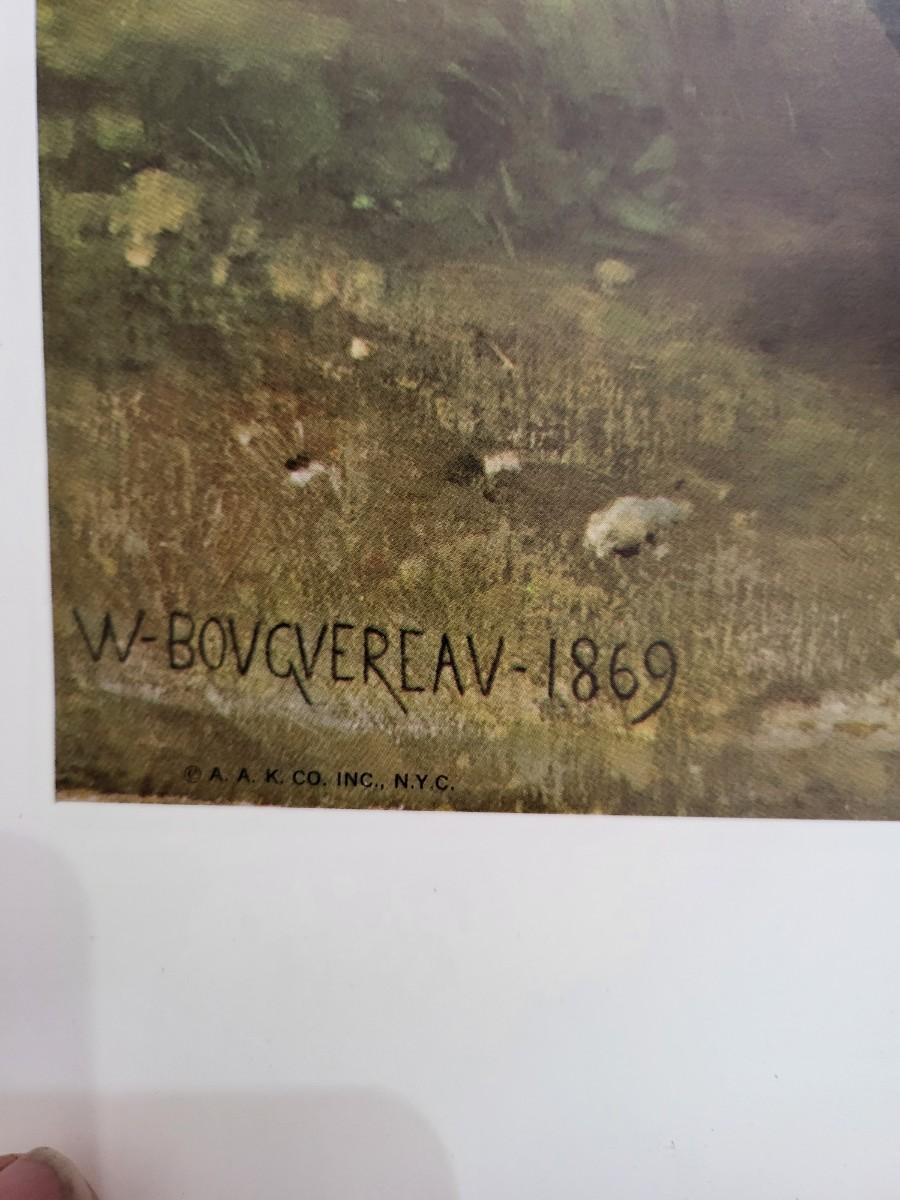 W-BOVGVEREAV-1869
© A. A. K. CO. INC., N.Y.C.